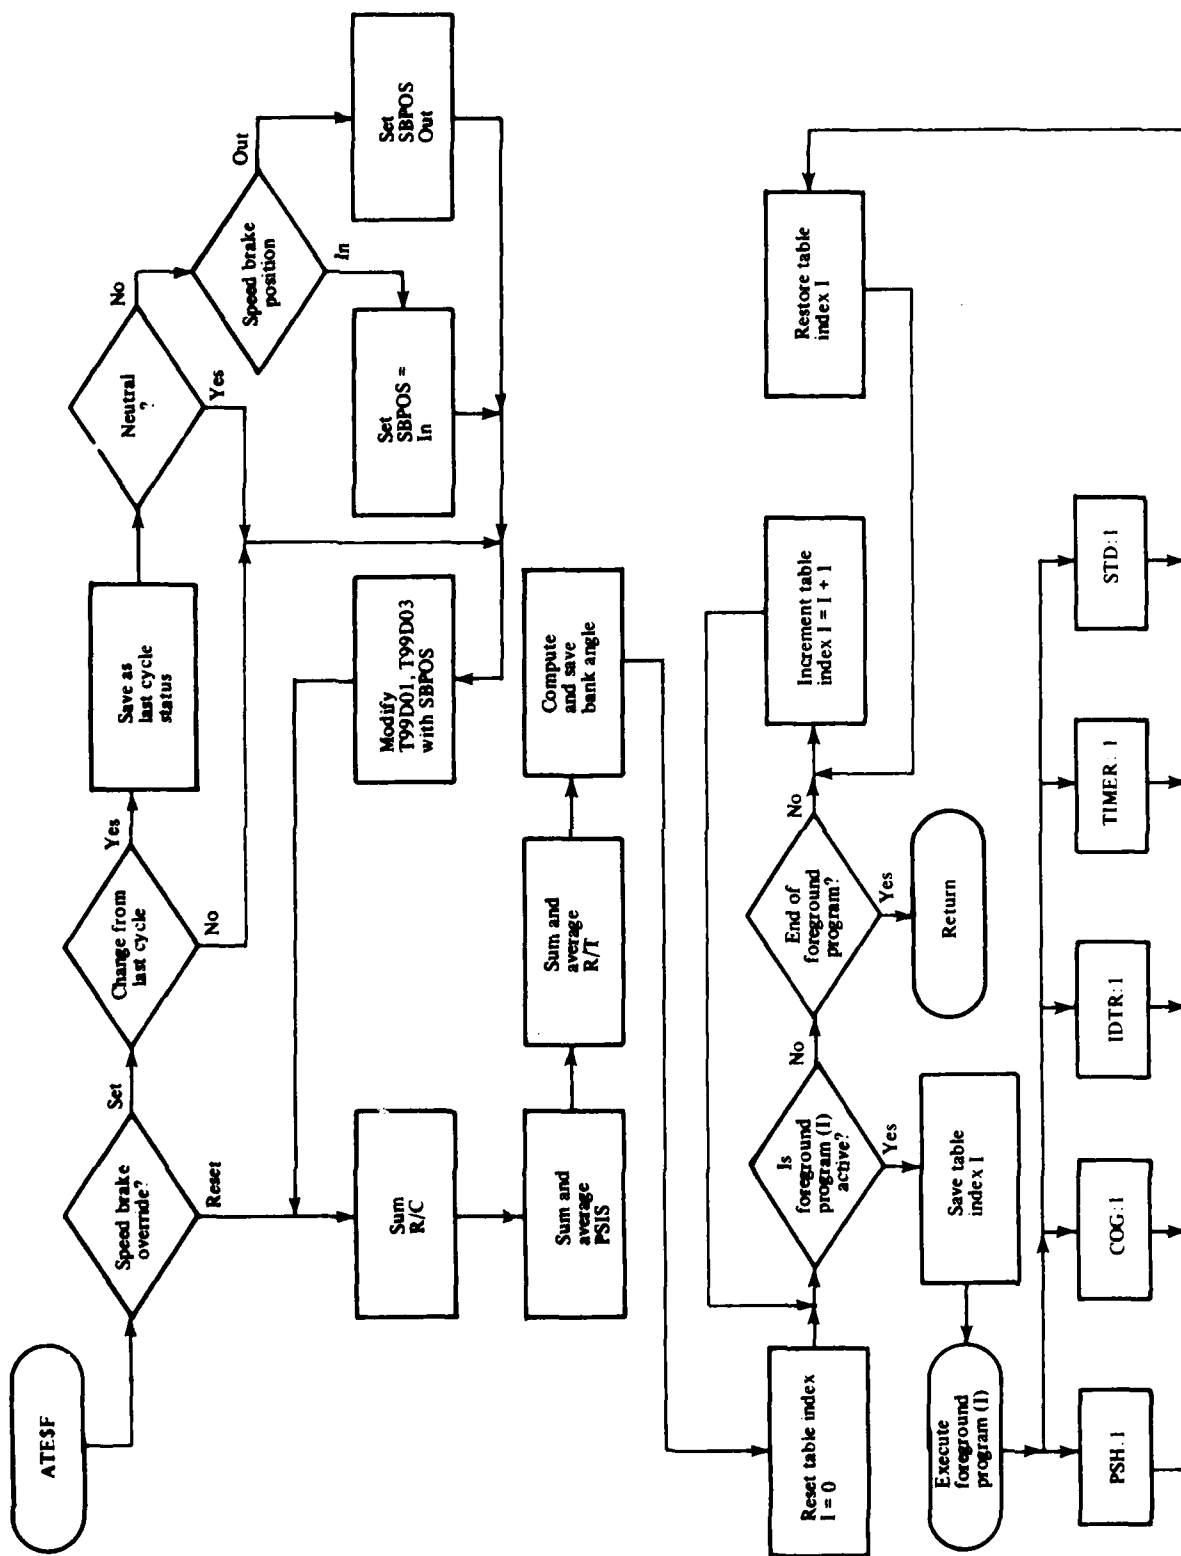 ATESF
Speed brake
override?
Set
Reset
Change from
last cycle
Yes
No
Save as
last cycle
status
Neutral
?
No
Yes
Speed brake
position
Out
In
Set
SBPOS
Out
Set
SBPOS =
In
Modify
T99D01, T99D03
with SBPOS
Sum
R/C
Sum and
average
PSIS
Sum and
average
R/T
Compute
and save
bank angle
Reset table index
I = 0
Is
foreground
program (I)
active?
No
Yes
End of
foreground
program?
No
Yes
Increment table
index I = I + 1
Restore table
index I
Return
Save table
index I
Execute
foreground
program (I)
PSH:1
COG:1
IDTR:1
TIMER: 1
STD:1